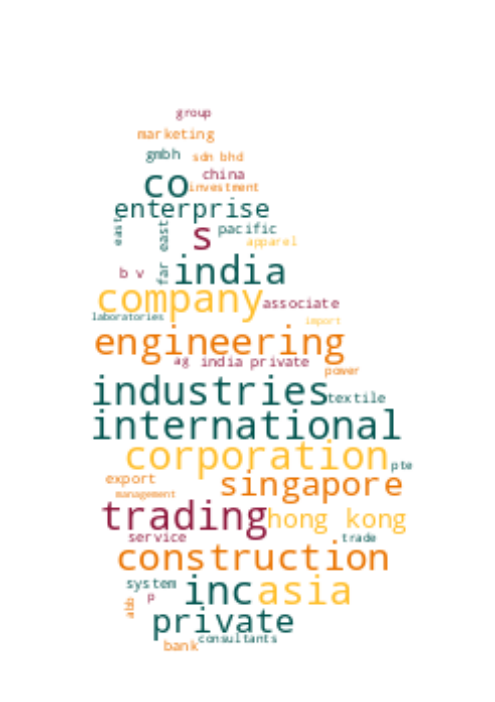 group
marketing
gmbh sdn bhd
china
co investment
enterprise
east far east s pacific
apparel
b v india
company associate
laboratories import
engineering
ag india private
power
industries textile
international
corporation pte
export singapore
management
trading hong kong
service trade
construction
system inc asia
p
abb private
consultants
bank